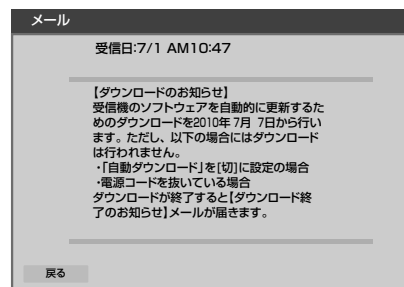 メール
受信日:7/1 AM10:47
【ダウンロードのお知らせ】
受信機のソフトウェアを自動的に更新するた
めのダウンロードを2010年 7月 7日から行い
ます。ただし、以下の場合にはダウンロード
は行われません。
・「自動ダウンロード」を[切]に設定の場合
・電源コードを抜いている場合
ダウンロードが終了すると【ダウンロード終
了のお知らせ】メールが届きます。
戻る